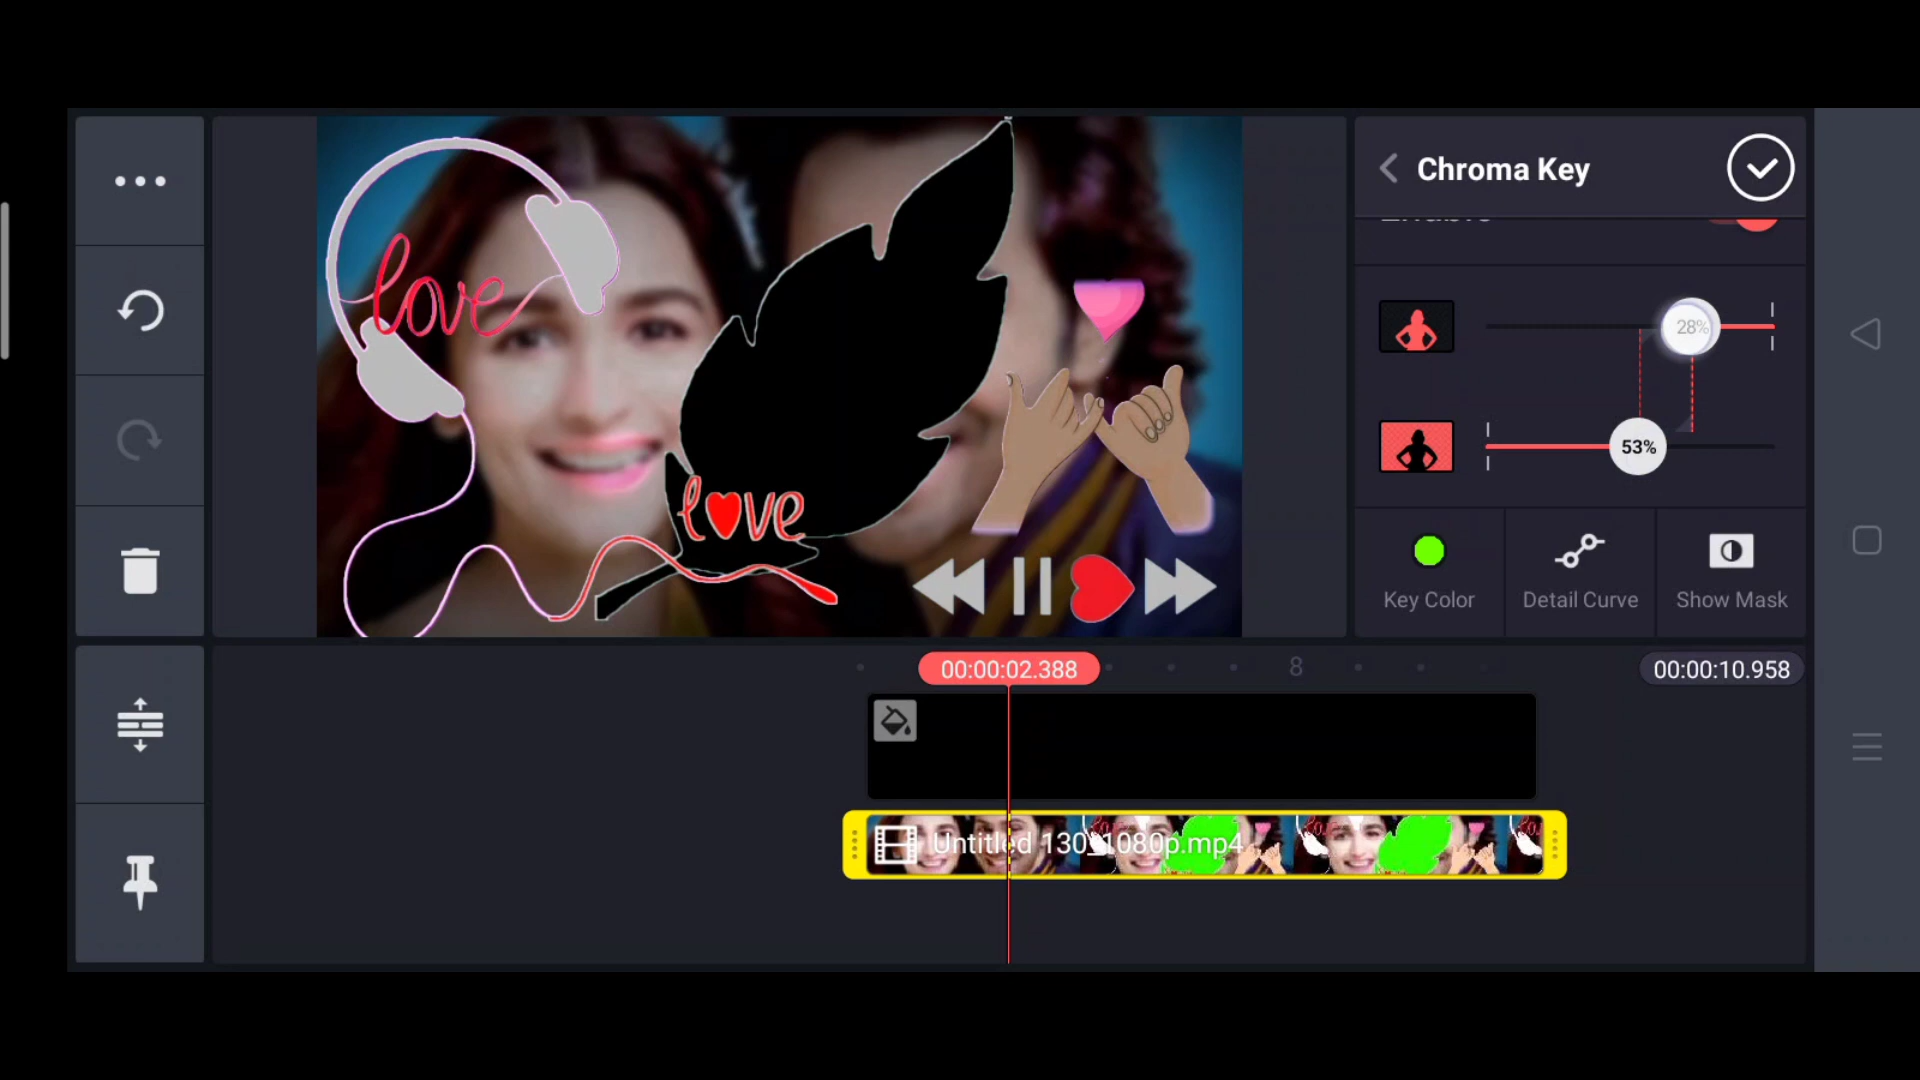 Chroma Key
Enable
love
28%
53%
love
Key Color
Detail Curve
Show Mask
00:00:02.388
8
00:00:10.958
Untitled 130_1080p.mp4